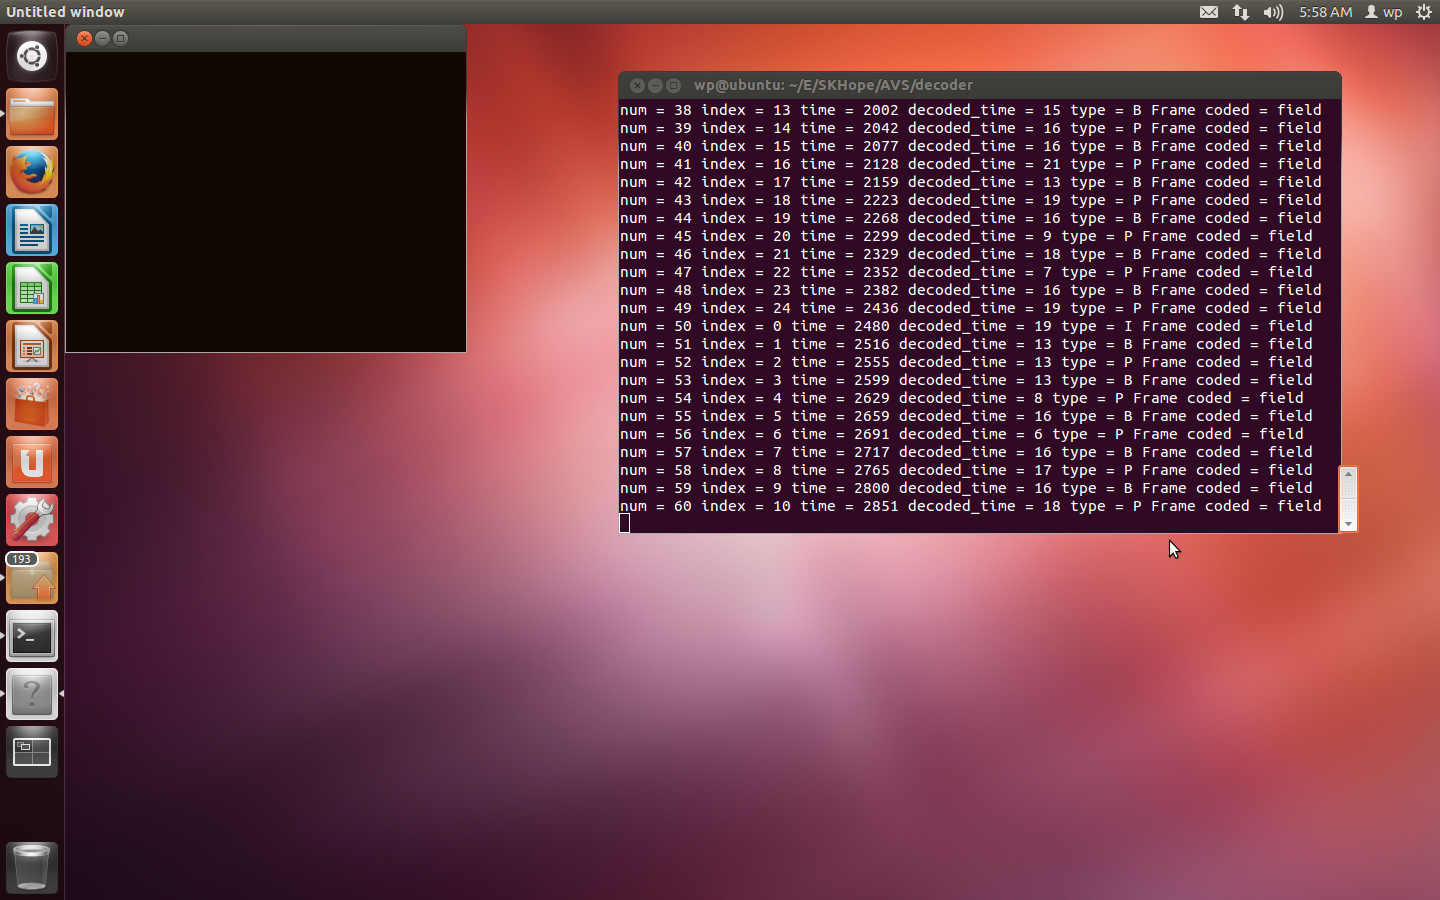 Untitled window
5:58 AM
wp
wp@ubuntu: ~/E/SKHope/AVS/decoder
num = 38 index = 13 time = 2002 decoded_time = 15 type = B Frame coded = field
num = 39 index = 14 time = 2042 decoded_time = 16 type = P Frame coded = field
num = 40 index = 15 time = 2077 decoded_time = 16 type = B Frame coded = field
num = 41 index = 16 time = 2128 decoded_time = 21 type = P Frame coded = field
num = 42 index = 17 time = 2159 decoded_time = 13 type = B Frame coded = field
num = 43 index = 18 time = 2223 decoded_time = 19 type = P Frame coded = field
num = 44 index = 19 time = 2268 decoded_time = 16 type = B Frame coded = field
num = 45 index = 20 time = 2299 decoded_time = 9 type = P Frame coded = field
num = 46 index = 21 time = 2329 decoded_time = 18 type = B Frame coded = field
num = 47 index = 22 time = 2352 decoded_time = 7 type = P Frame coded = field
num = 48 index = 23 time = 2382 decoded_time = 16 type = B Frame coded = field
num = 49 index = 24 time = 2436 decoded_time = 19 type = P Frame coded = field
num = 50 index = 0 time = 2480 decoded_time = 19 type = I Frame coded = field
num = 51 index = 1 time = 2516 decoded_time = 13 type = B Frame coded = field
num = 52 index = 2 time = 2555 decoded_time = 13 type = P Frame coded = field
num = 53 index = 3 time = 2599 decoded_time = 13 type = B Frame coded = field
num = 54 index = 4 time = 2629 decoded_time = 8 type = P Frame coded = field
num = 55 index = 5 time = 2659 decoded_time = 16 type = B Frame coded = field
num = 56 index = 6 time = 2691 decoded_time = 6 type = P Frame coded = field
num = 57 index = 7 time = 2717 decoded_time = 16 type = B Frame coded = field
num = 58 index = 8 time = 2765 decoded_time = 17 type = P Frame coded = field
num = 59 index = 9 time = 2800 decoded_time = 16 type = B Frame coded = field
num = 60 index = 10 time = 2851 decoded_time = 18 type = P Frame coded = field
193